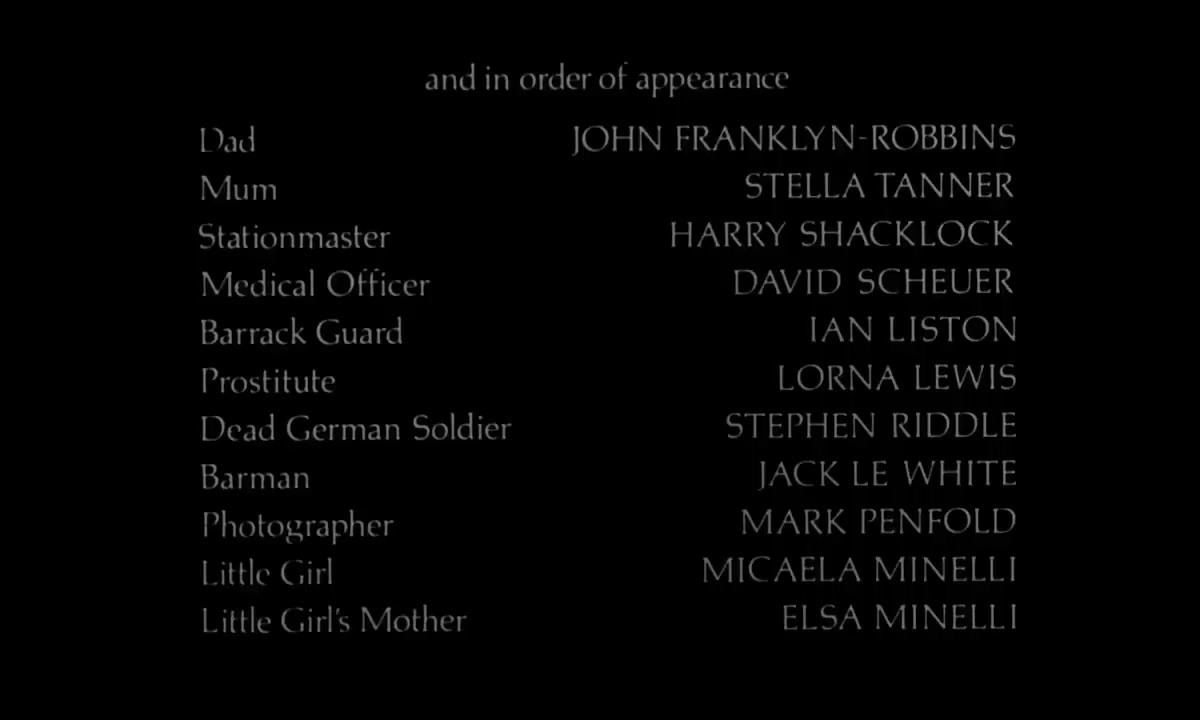 and in order of appearance
Dad JOHN FRANKLYN-ROBBINS
Mum STELLA TANNER
Stationmaster HARRY SHACKLOCK
Medical Officer DAVID SCHEUER
Barrack Guard IAN LISTON
Prostitute LORNA LEWIS
Dead German Soldier STEPHEN RIDDLE
Barman JACK LE WHITE
Photographer MARK PENFOLD
Little Girl MICAELA MINELLI
Little Girl's Mother ELSA MINELLI